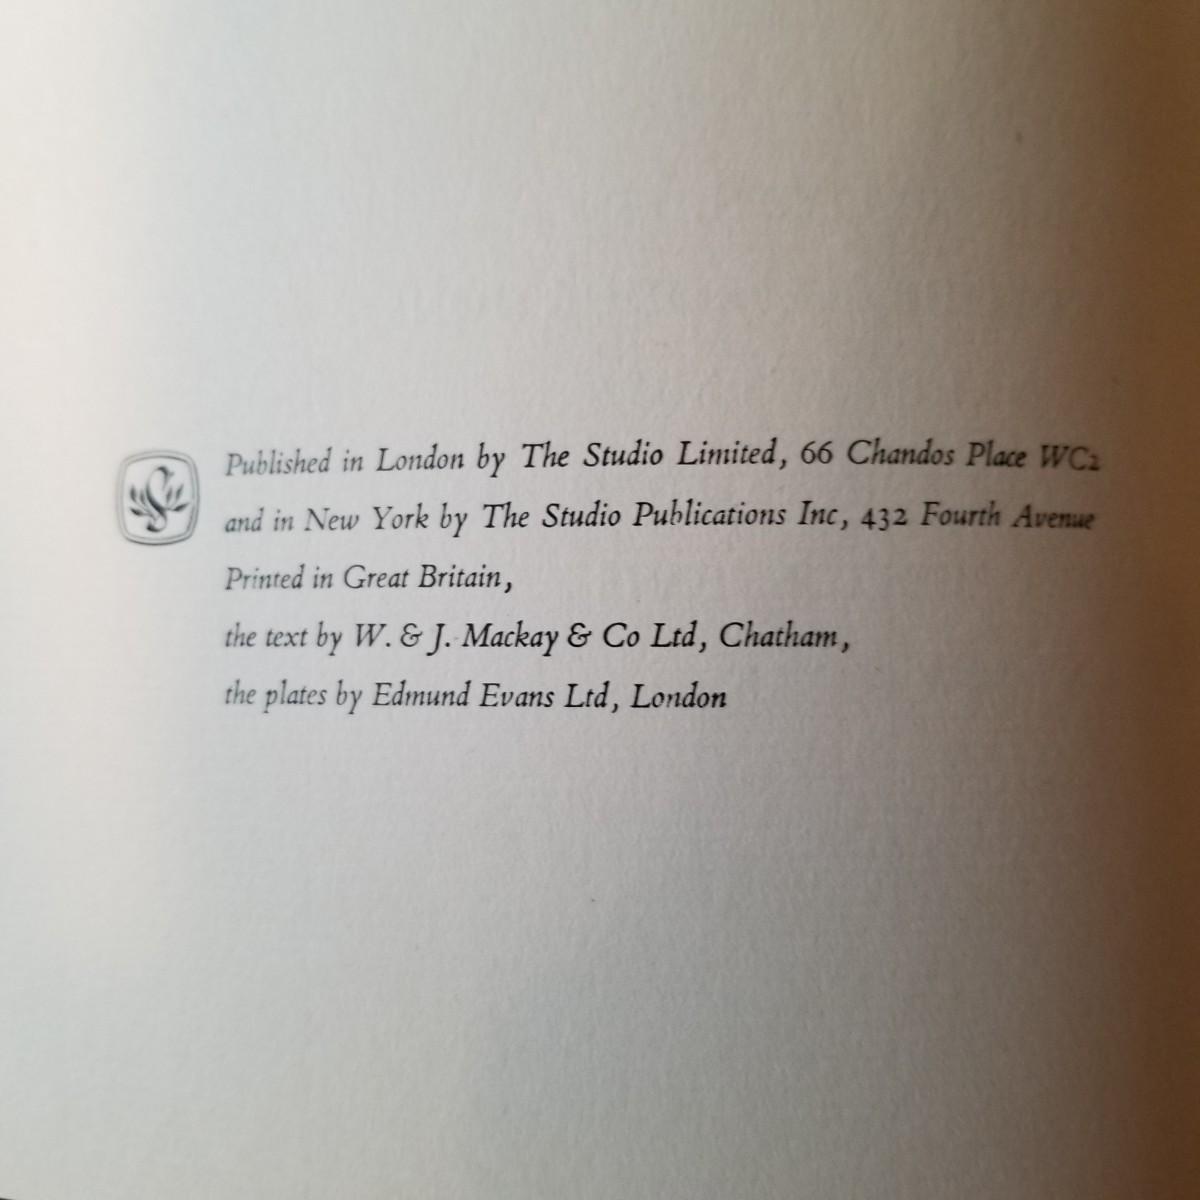 Published in London by The Studio Limited, 66 Chandos Place WC2
and in New York by The Studio Publications Inc, 432 Fourth Avenue
Printed in Great Britain,
the text by W. & J. Mackay & Co Ltd, Chatham,
the plates by Edmund Evans Ltd, London